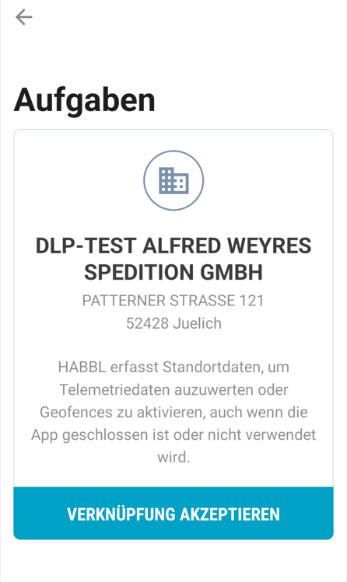 Aufgaben
DLP-TEST ALFRED WEYRES
SPEDITION GMBH
PATTERNER STRASSE 121
52428 Juelich
HABBL erfasst Standortdaten, um
Telemetriedaten auzuwerten oder
Geofences zu aktivieren, auch wenn die
App geschlossen ist oder nicht verwendet
wird.
VERKNÜPFUNG AKZEPTIEREN